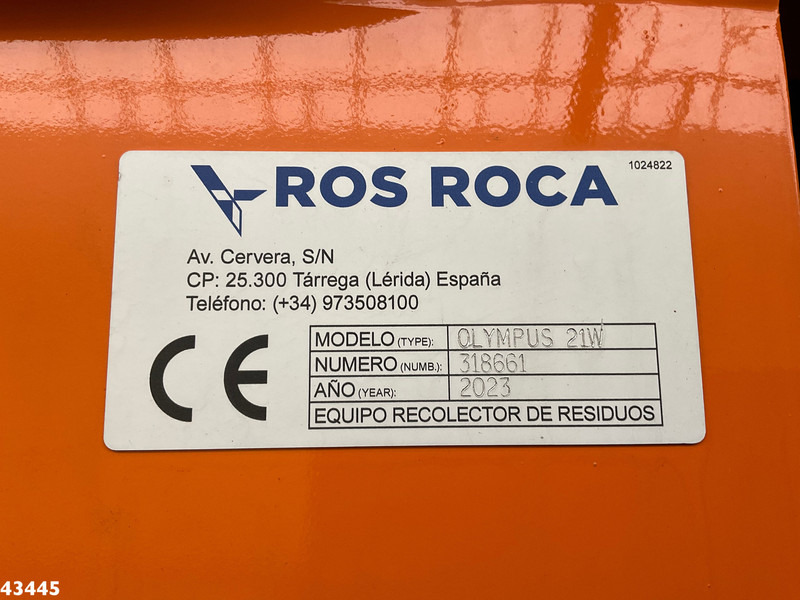 ROS ROCA
1024822
Av. Cervera, S/N
CP: 25.300 Tárrega (Lérida) España
Teléfono: (+34) 973508100
CE
MODELO (TYPE): OLYMPUS 21W
NUMERO (NUMB.): 318661
AÑO (YEAR): 2023
EQUIPO RECOLECTOR DE RESIDUOS
43445